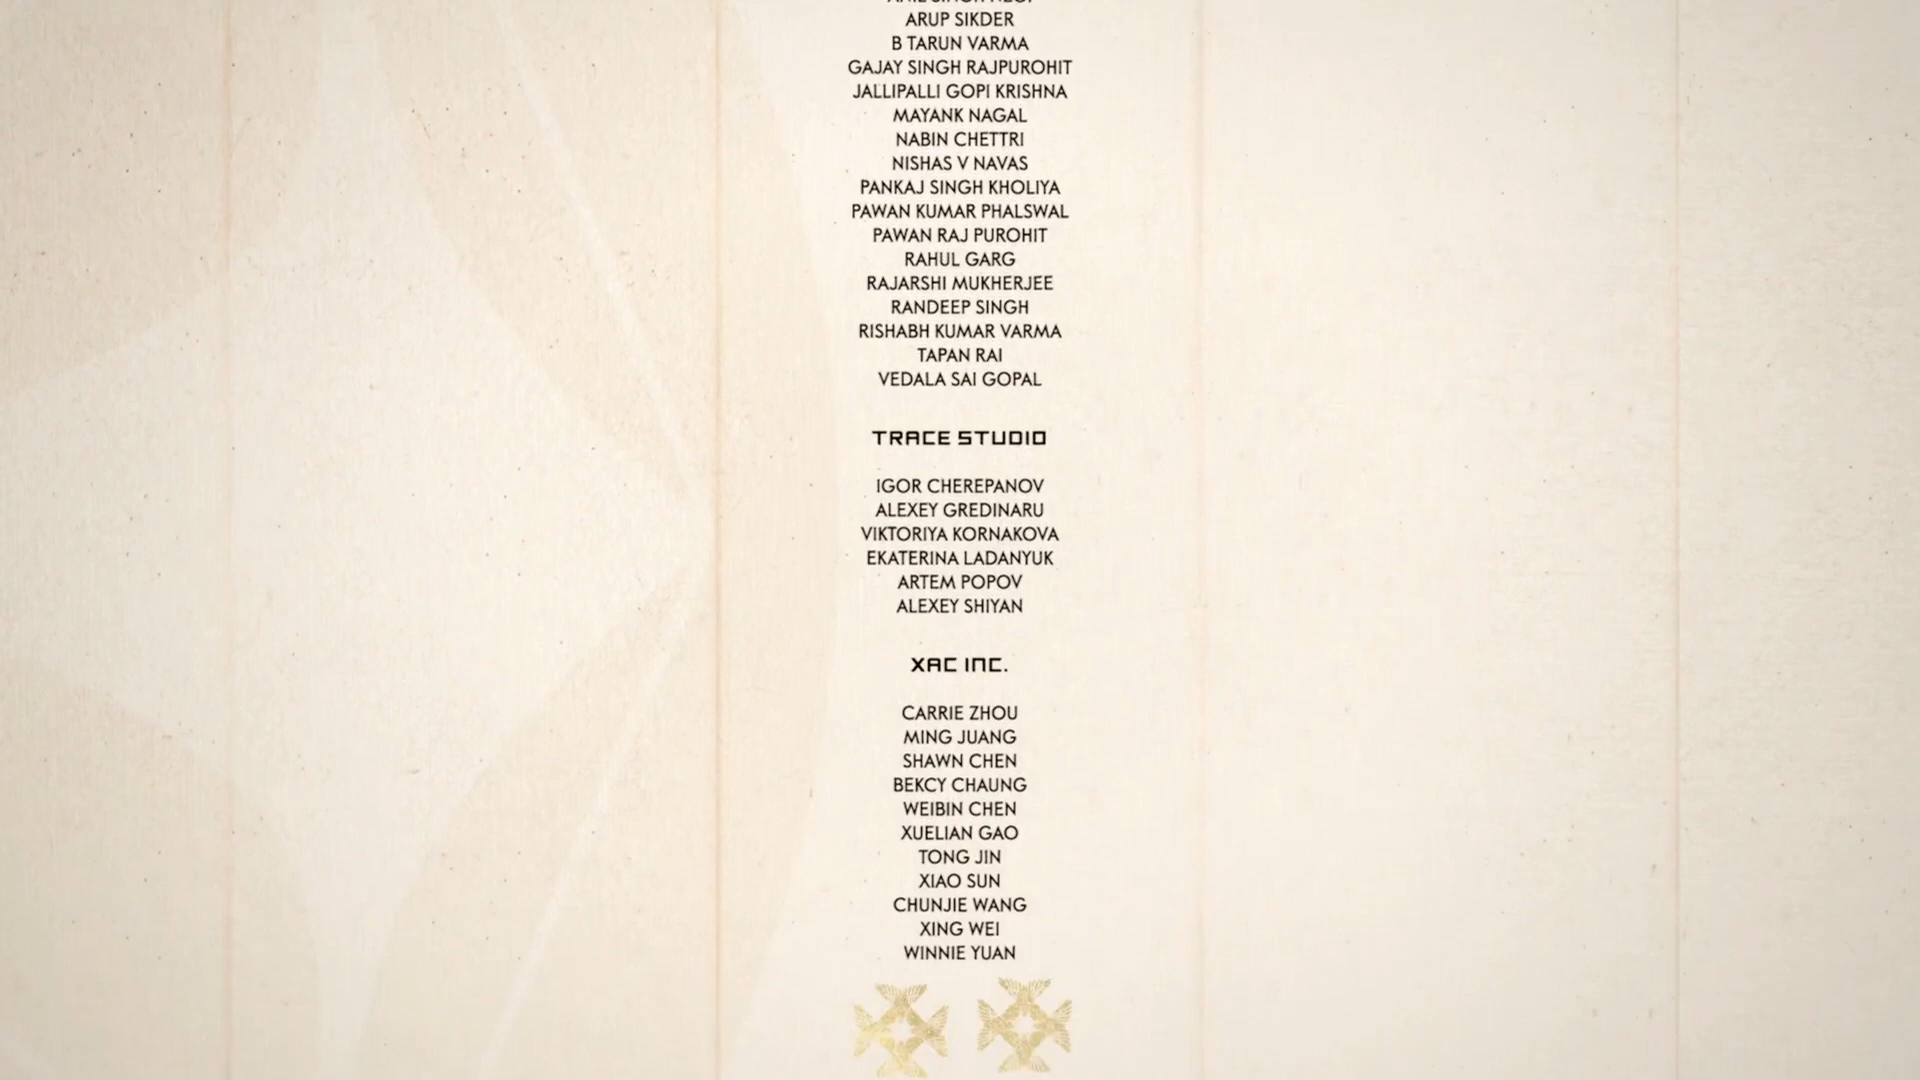 ARUP SIKDER
B TARUN VARMA
GAJAY SINGH RAJPUROHIT
JALLIPALLI GOPI KRISHNA
MAYANK NAGAL
NABIN CHETTRI
NISHAS V NAVAS
PANKAJ SINGH KHOLIYA
PAWAN KUMAR PHALSWAL
PAWAN RAJ PUROHIT
RAHUL GARG
RAJARSHI MUKHERJEE
RANDEEP SINGH
RISHABH KUMAR VARMA
TAPAN RAI
VEDALA SAI GOPAL
TRACE STUDIO
IGOR CHEREPANOV
ALEXEY GREDINARU
VIKTORIYA KORNAKOVA
EKATERINA LADANYUK
ARTEM POPOV
ALEXEY SHIYAN
XAC INC.
CARRIE ZHOU
MING JUANG
SHAWN CHEN
BEKCY CHAUNG
WEIBIN CHEN
XUELIAN GAO
TONG JIN
XIAO SUN
CHUNJIE WANG
XING WEI
WINNIE YUAN